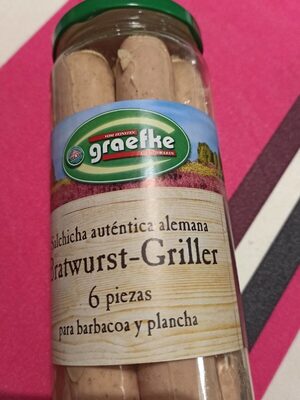 graefke
Salchicha auténtica alemana
Bratwurst-Griller
6 piezas
para barbacoa y plancha